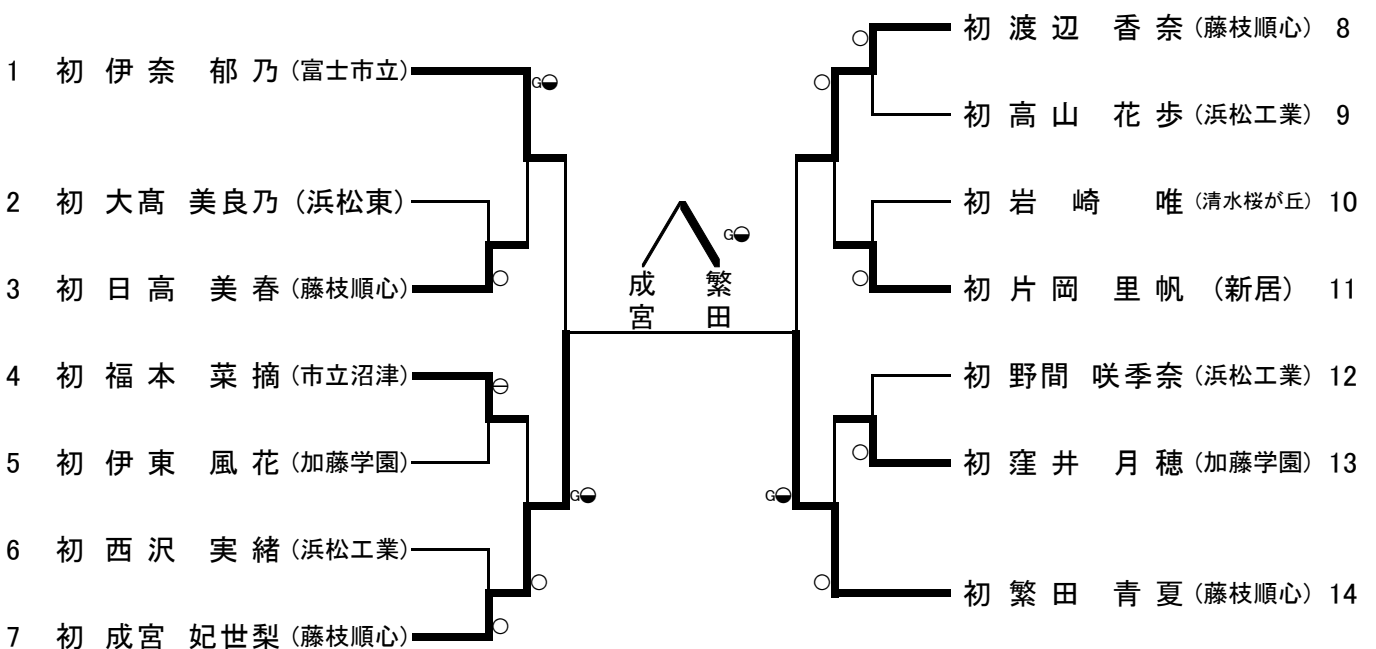 1 初 伊奈 郁乃 (富士市立)
2 初 大髙 美良乃 (浜松東)
3 初 日高 美春 (藤枝順心)
4 初 福本 菜摘 (市立沼津)
5 初 伊東 風花 (加藤学園)
6 初 西沢 実緒 (浜松工業)
7 初 成宮 妃世梨 (藤枝順心)
G
G
成宮
繁田
G
G
初 渡辺 香奈 (藤枝順心) 8
初 高山 花歩 (浜松工業) 9
初 岩崎 唯 (清水桜が丘) 10
初 片岡 里帆 (新居) 11
初 野間 咲季奈 (浜松工業) 12
初 窪井 月穂 (加藤学園) 13
初 繁田 青夏 (藤枝順心) 14